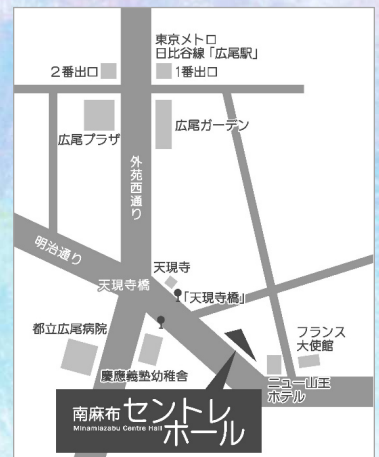 東京メトロ
日比谷線「広尾駅」
2番出口
1番出口
広尾プラザ
広尾ガーデン
外苑西通り
明治通り
天現寺
天現寺橋
「天現寺橋」
都立広尾病院
慶應義塾幼稚舎
フランス
大使館
ニュー山王
ホテル
南麻布セントレ
Minamiazabu Centre Hall
ホール